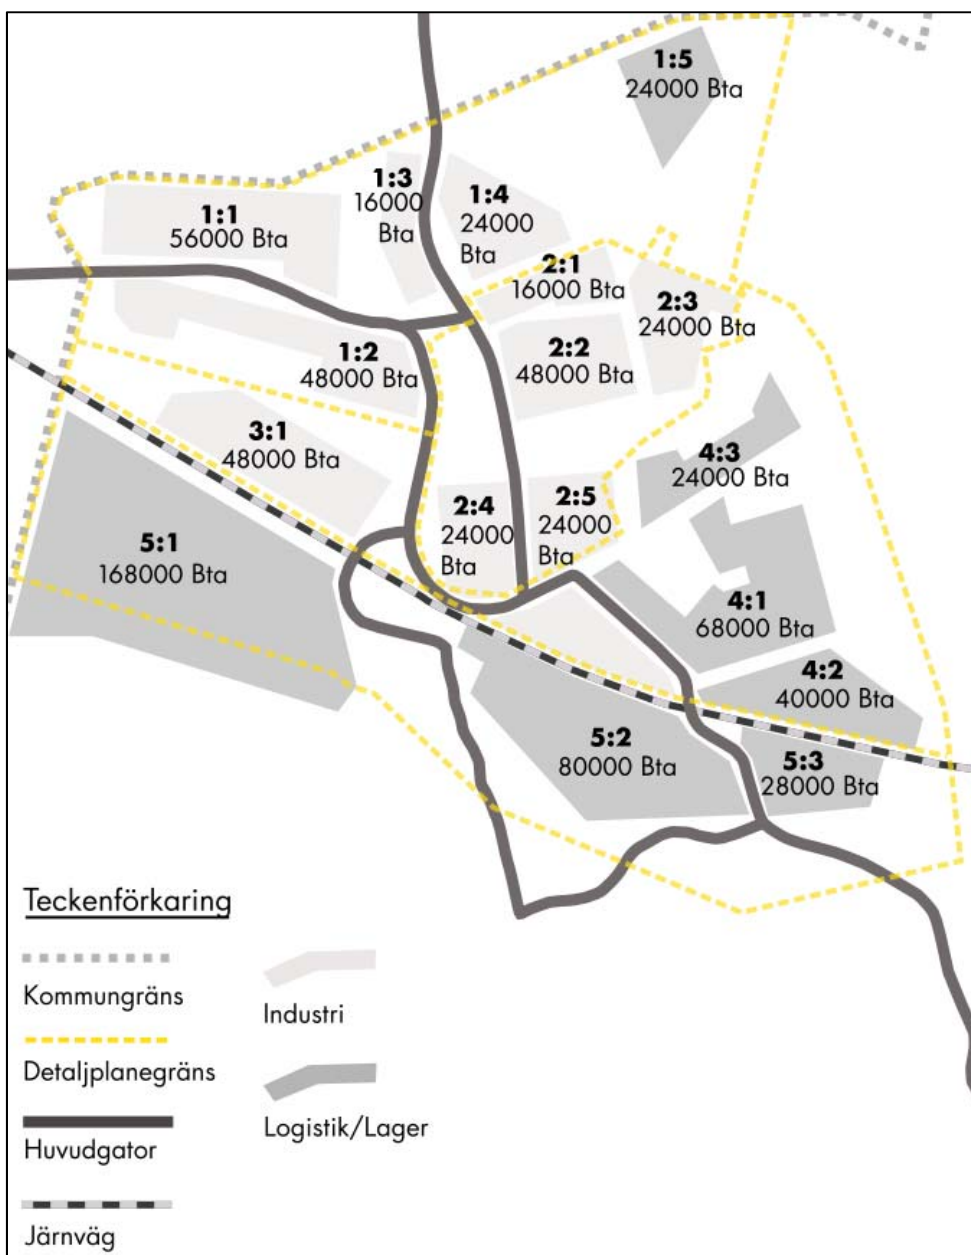 1:5
24000 Bta
1:3
16000
Bta
1:4
24000
Bta
1:1
56000 Bta
2:1
16000 Bta
2:3
24000 Bta
1:2
48000 Bta
2:2
48000 Bta
3:1
48000 Bta
4:3
24000 Bta
2:4
24000
Bta
2:5
24000
Bta
5:1
168000 Bta
4:1
68000 Bta
4:2
40000 Bta
5:2
80000 Bta
5:3
28000 Bta
Teckenförkaring
Kommungräns
Industri
Detaljplanegräns
Logistik/Lager
Huvudgator
Järnväg